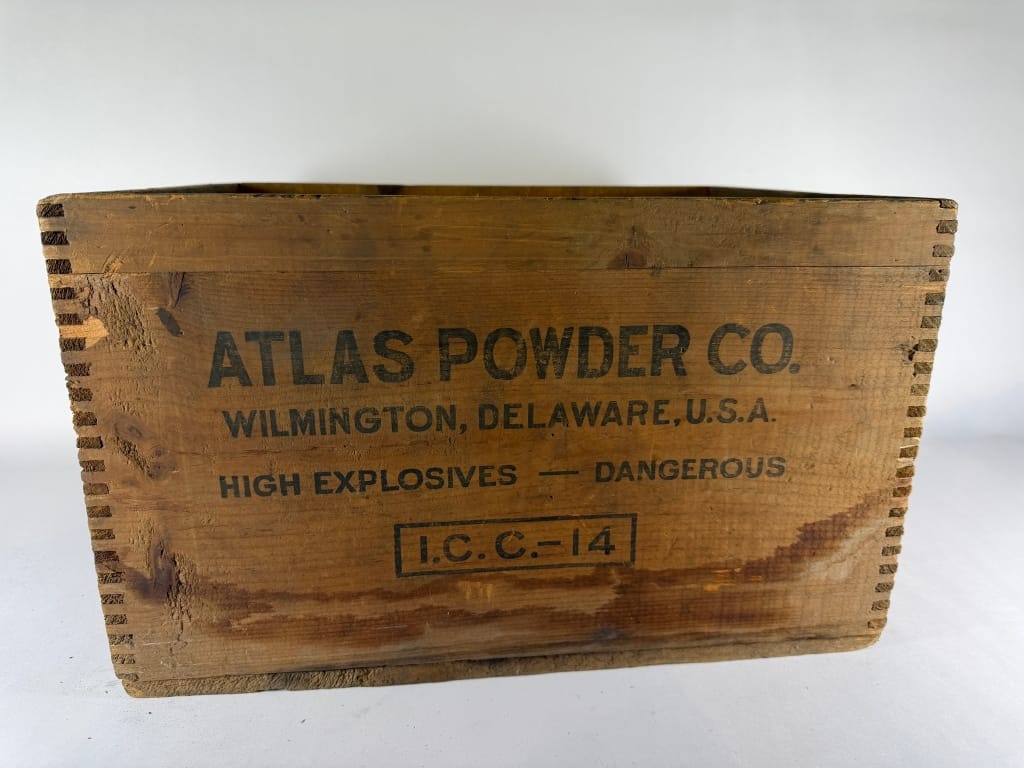 ATLAS POWDER CO.
WILMINGTON, DELAWARE, U.S.A.
HIGH EXPLOSIVES — DANGEROUS
I.C.C.-14